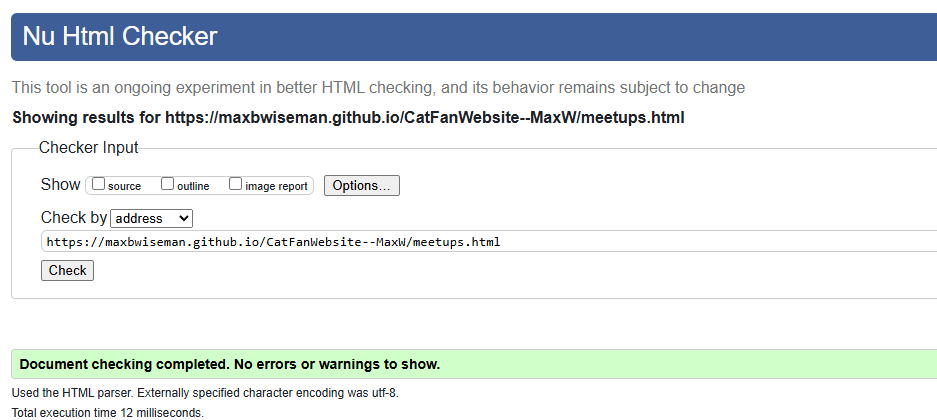 Nu Html Checker
This tool is an ongoing experiment in better HTML checking, and its behavior remains subject to change
Showing results for https://maxbwiseman.github.io/CatFanWebsite--MaxW/meetups.html
Checker Input
Show source outline image report Options...
Check by address
https://maxbwiseman.github.io/CatFanWebsite--MaxW/meetups.html
Check
Document checking completed. No errors or warnings to show.
Used the HTML parser. Externally specified character encoding was utf-8.
Total execution time 12 milliseconds.